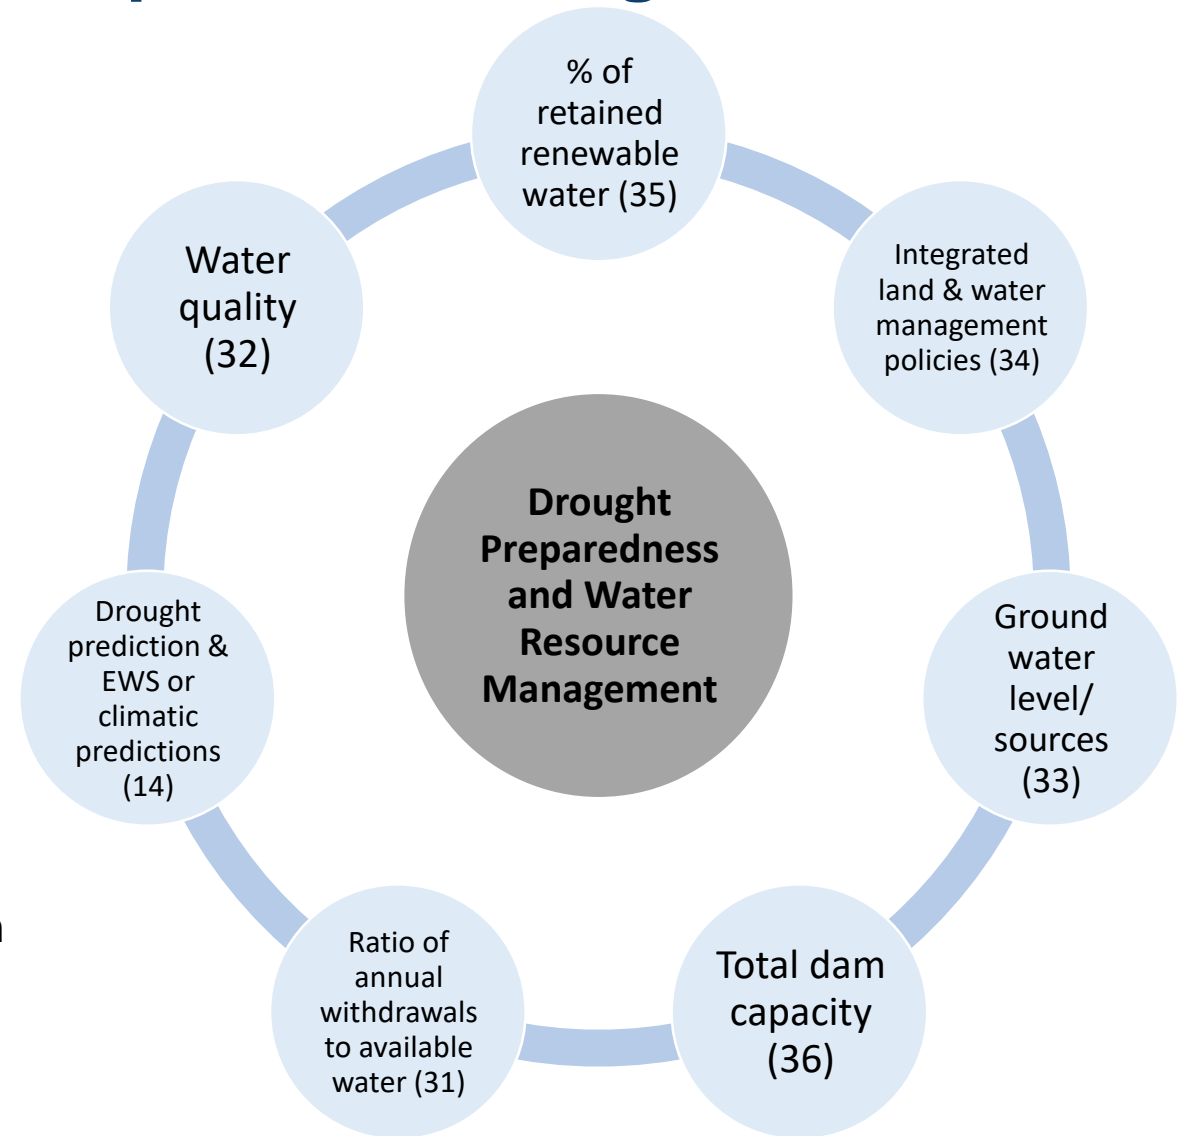 % of
retained
renewable
water (35)
Integrated
land & water
management
policies (34)
Ground
water
level/
sources
(33)
Total dam
capacity
(36)
Ratio of
annual
withdrawals
to available
water (31)
Drought
prediction &
EWS or
climatic
predictions
(14)
Water
quality
(32)
Drought
Preparedness
and Water
Resource
Management